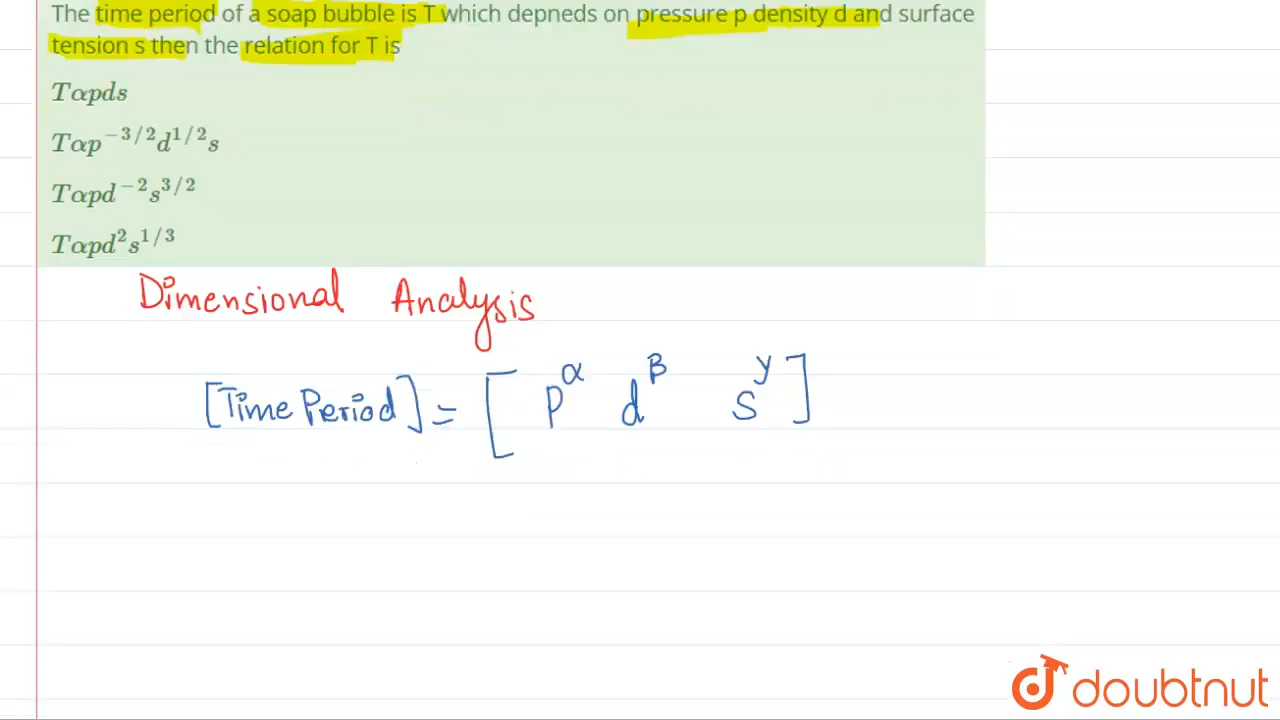 The time period of a soap bubble is T which depneds on pressure p density d and surface
tension s then the relation for T is
Tαpds
Tαp^{-3/2}d^{1/2}s
Tαpd^{-2}s^{3/2}
Tαpd^{2}s^{1/3}
Dimensional Analysis
[Time Period] = [ p^α d^β s^y ]
doubtnut